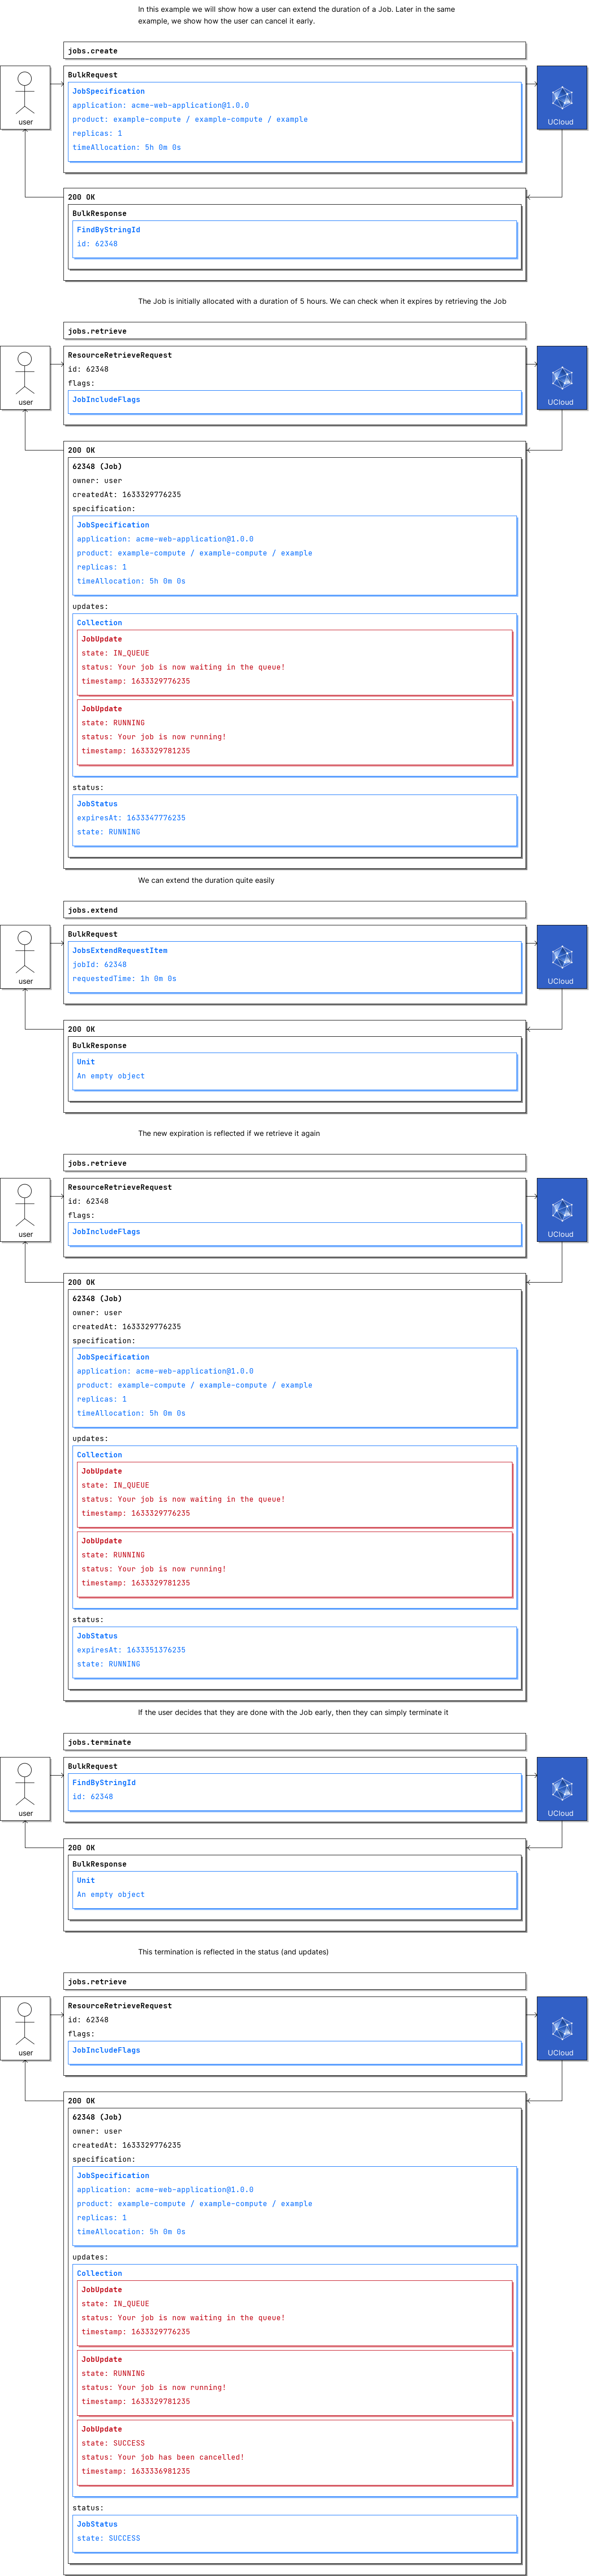 In this example we will show how a user can extend the duration of a Job. Later in the same
example, we show how the user can cancel it early.
jobs.create
user
BulkRequest
JobSpecification
application: acme-web-application@1.0.0
product: example-compute / example-compute / example
replicas: 1
timeAllocation: 5h 0m 0s
UCloud
200 OK
BulkResponse
FindByStringId
id: 62348
The Job is initially allocated with a duration of 5 hours. We can check when it expires by retrieving the Job
jobs.retrieve
user
ResourceRetrieveRequest
id: 62348
flags:
JobIncludeFlags
UCloud
200 OK
62348 (Job)
owner: user
createdAt: 1633329776235
specification:
JobSpecification
application: acme-web-application@1.0.0
product: example-compute / example-compute / example
replicas: 1
timeAllocation: 5h 0m 0s
updates:
Collection
JobUpdate
state: IN_QUEUE
status: Your job is now waiting in the queue!
timestamp: 1633329776235
JobUpdate
state: RUNNING
status: Your job is now running!
timestamp: 1633329781235
status:
JobStatus
expiresAt: 1633347776235
state: RUNNING
We can extend the duration quite easily
jobs.extend
user
BulkRequest
JobsExtendRequestItem
jobId: 62348
requestedTime: 1h 0m 0s
UCloud
200 OK
BulkResponse
Unit
An empty object
The new expiration is reflected if we retrieve it again
jobs.retrieve
user
ResourceRetrieveRequest
id: 62348
flags:
JobIncludeFlags
UCloud
200 OK
62348 (Job)
owner: user
createdAt: 1633329776235
specification:
JobSpecification
application: acme-web-application@1.0.0
product: example-compute / example-compute / example
replicas: 1
timeAllocation: 5h 0m 0s
updates:
Collection
JobUpdate
state: IN_QUEUE
status: Your job is now waiting in the queue!
timestamp: 1633329776235
JobUpdate
state: RUNNING
status: Your job is now running!
timestamp: 1633329781235
status:
JobStatus
expiresAt: 1633351376235
state: RUNNING
If the user decides that they are done with the Job early, then they can simply terminate it
jobs.terminate
user
BulkRequest
FindByStringId
id: 62348
UCloud
200 OK
BulkResponse
Unit
An empty object
This termination is reflected in the status (and updates)
jobs.retrieve
user
ResourceRetrieveRequest
id: 62348
flags:
JobIncludeFlags
UCloud
200 OK
62348 (Job)
owner: user
createdAt: 1633329776235
specification:
JobSpecification
application: acme-web-application@1.0.0
product: example-compute / example-compute / example
replicas: 1
timeAllocation: 5h 0m 0s
updates:
Collection
JobUpdate
state: IN_QUEUE
status: Your job is now waiting in the queue!
timestamp: 1633329776235
JobUpdate
state: RUNNING
status: Your job is now running!
timestamp: 1633329781235
JobUpdate
state: SUCCESS
status: Your job has been cancelled!
timestamp: 1633336981235
status:
JobStatus
state: SUCCESS